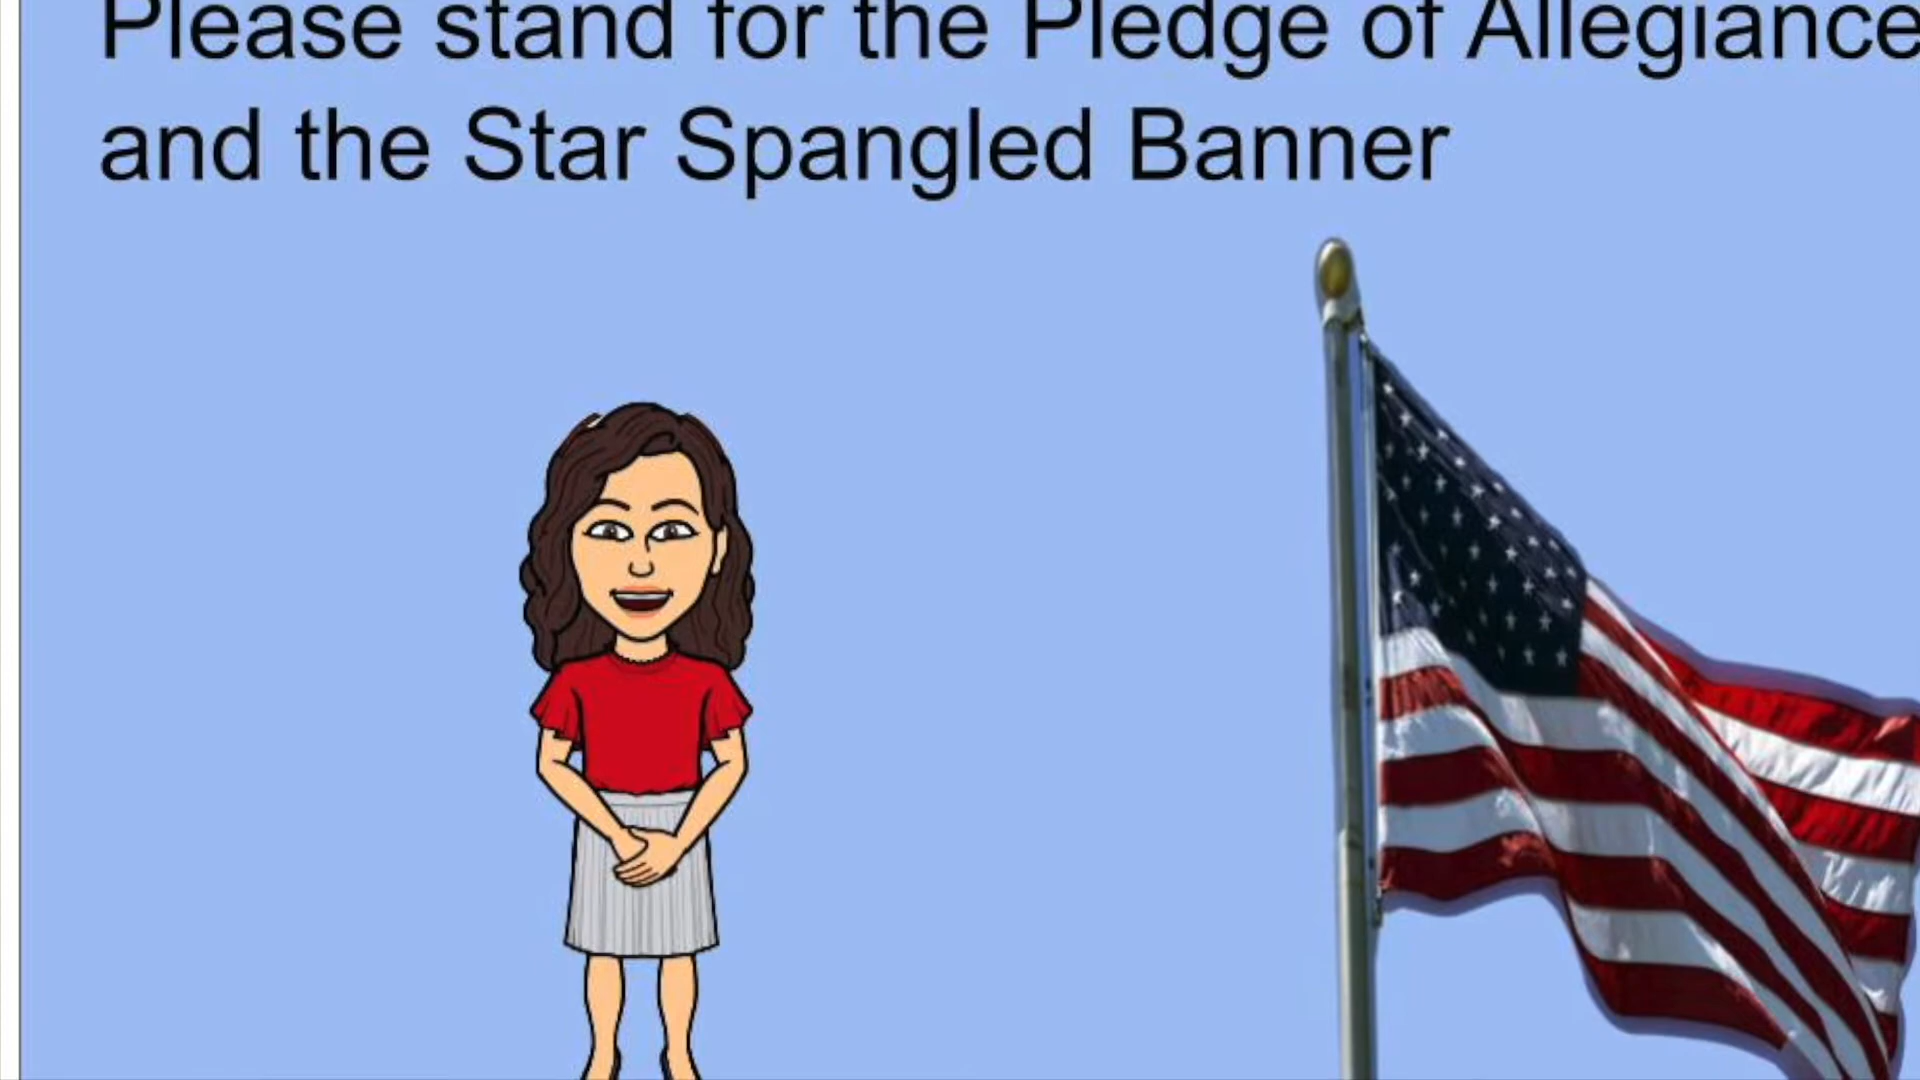 Please stand for the Pledge of Allegiance
and the Star Spangled Banner